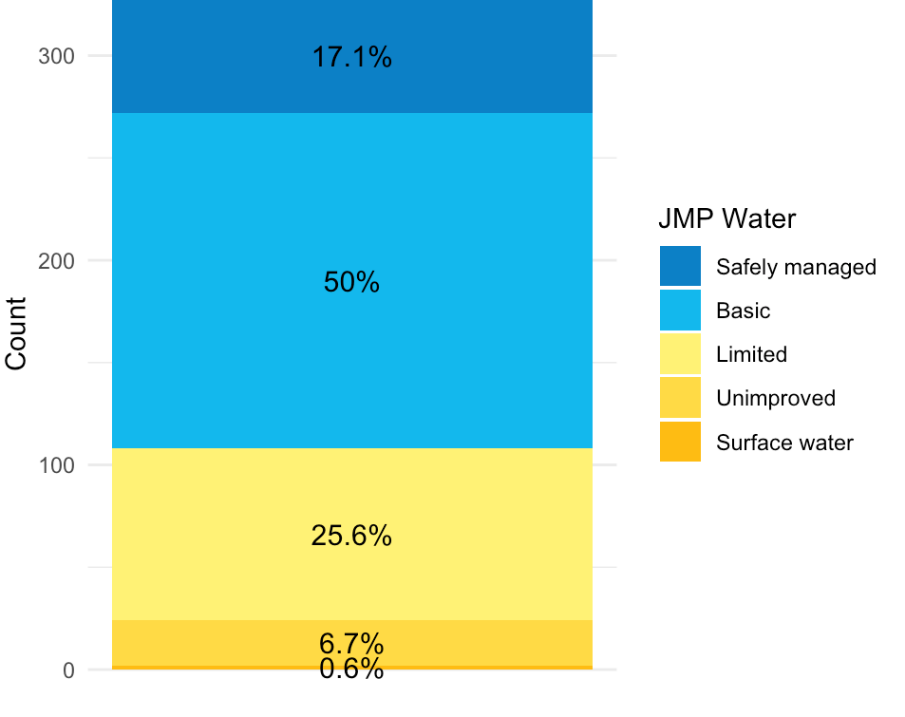 300
200
100
0
Count
17.1%
50%
25.6%
6.7%
0.6%
JMP Water
Safely managed
Basic
Limited
Unimproved
Surface water